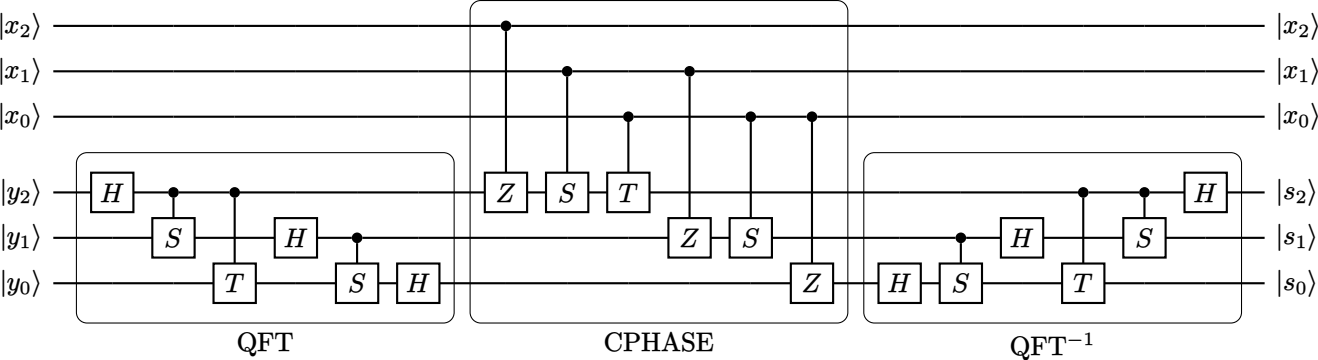 |x₂⟩ |x₂⟩
|x₁⟩ |x₁⟩
|x₀⟩ |x₀⟩
|y₂⟩ H Z S T H |s₂⟩
|y₁⟩ S H Z S H S |s₁⟩
|y₀⟩ T S H Z H S T |s₀⟩
QFT CPHASE QFT⁻¹